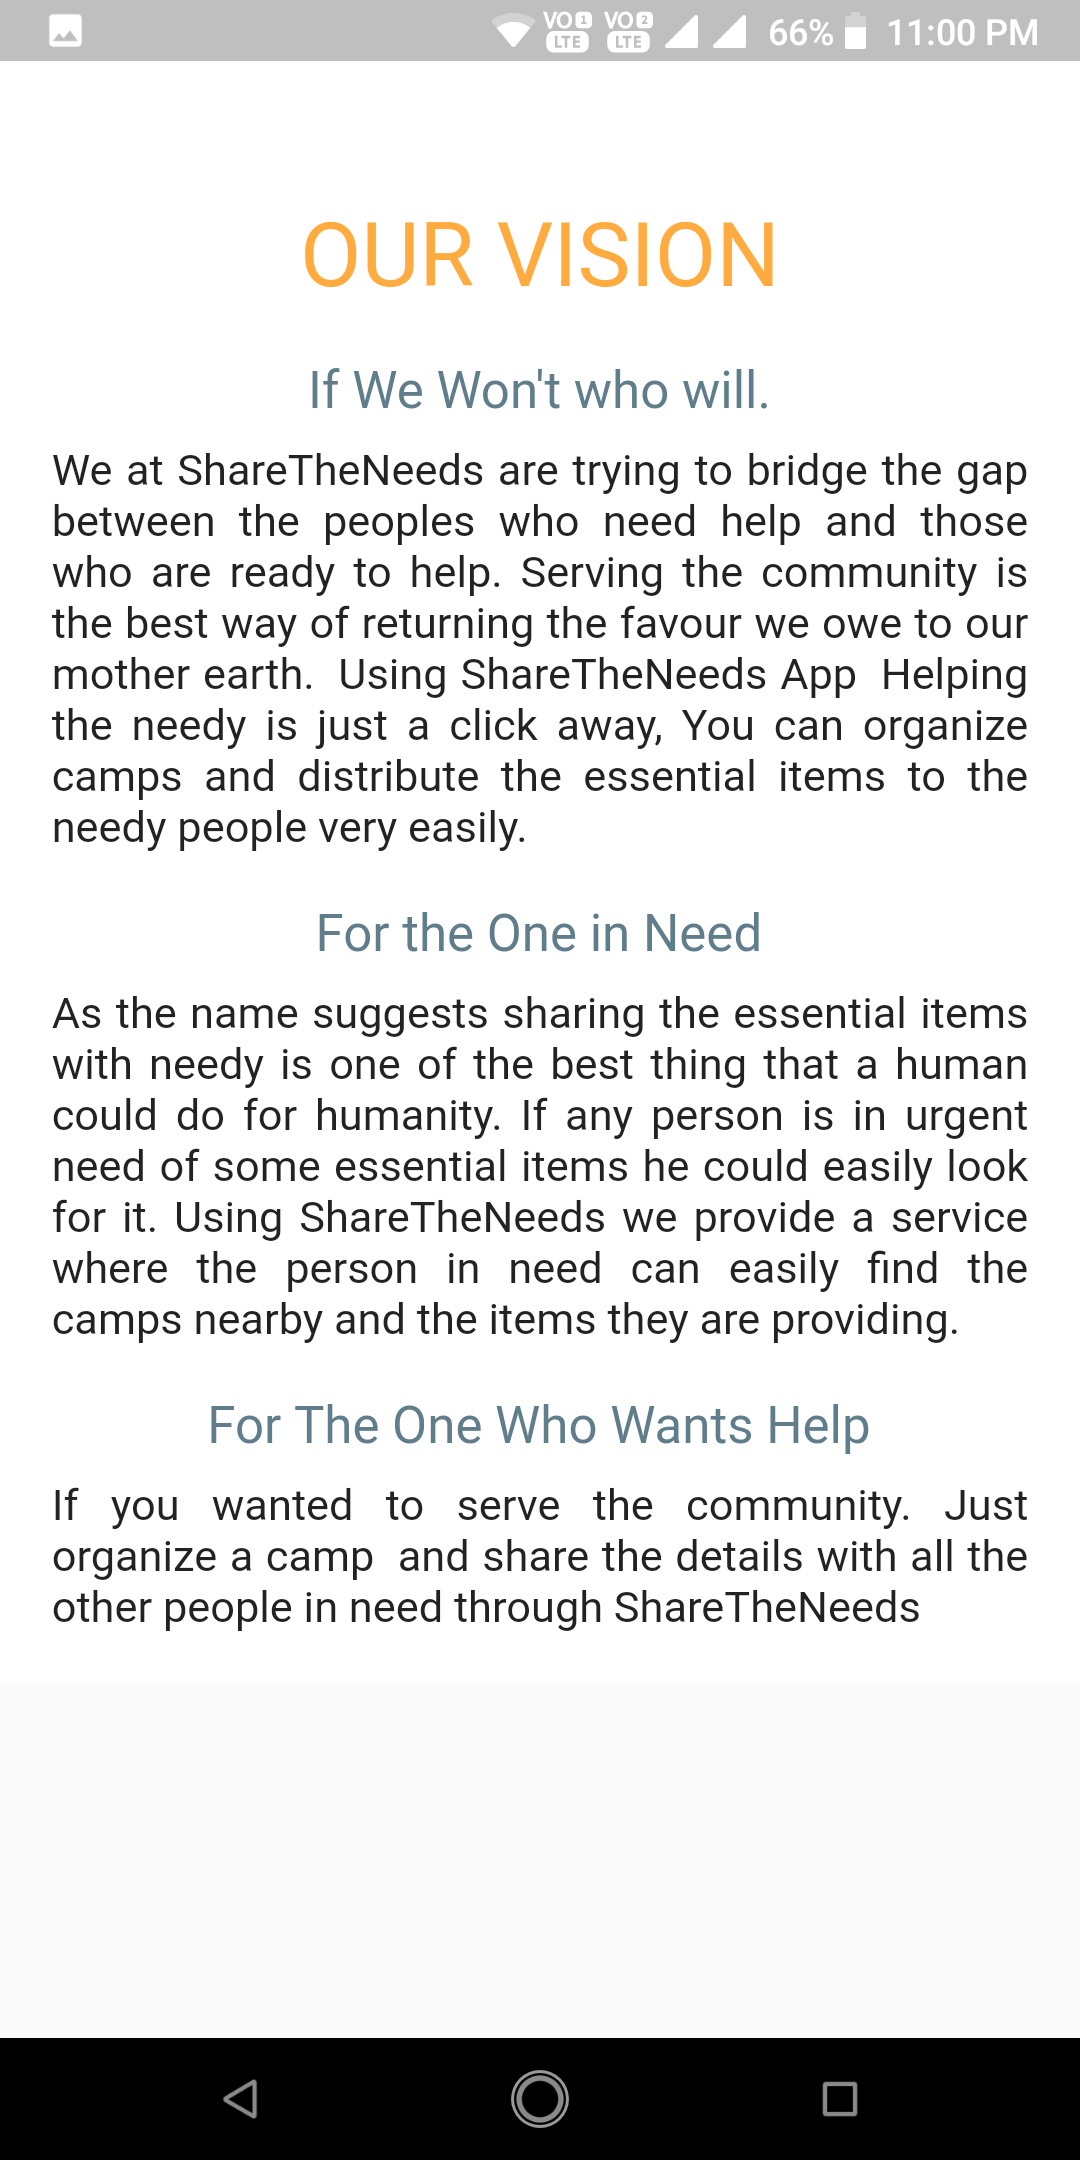 VO 1 LTE VO 2 LTE 66% 11:00 PM
OUR VISION
If We Won't who will.
We at ShareTheNeeds are trying to bridge the gap
between the peoples who need help and those
who are ready to help. Serving the community is
the best way of returning the favour we owe to our
mother earth.  Using ShareTheNeeds App  Helping
the needy is just a click away, You can organize
camps and distribute the essential items to the
needy people very easily.
For the One in Need
As the name suggests sharing the essential items
with needy is one of the best thing that a human
could do for humanity. If any person is in urgent
need of some essential items he could easily look
for it. Using ShareTheNeeds we provide a service
where the person in need can easily find the
camps nearby and the items they are providing.
For The One Who Wants Help
If you wanted to serve the community. Just
organize a camp  and share the details with all the
other people in need through ShareTheNeeds